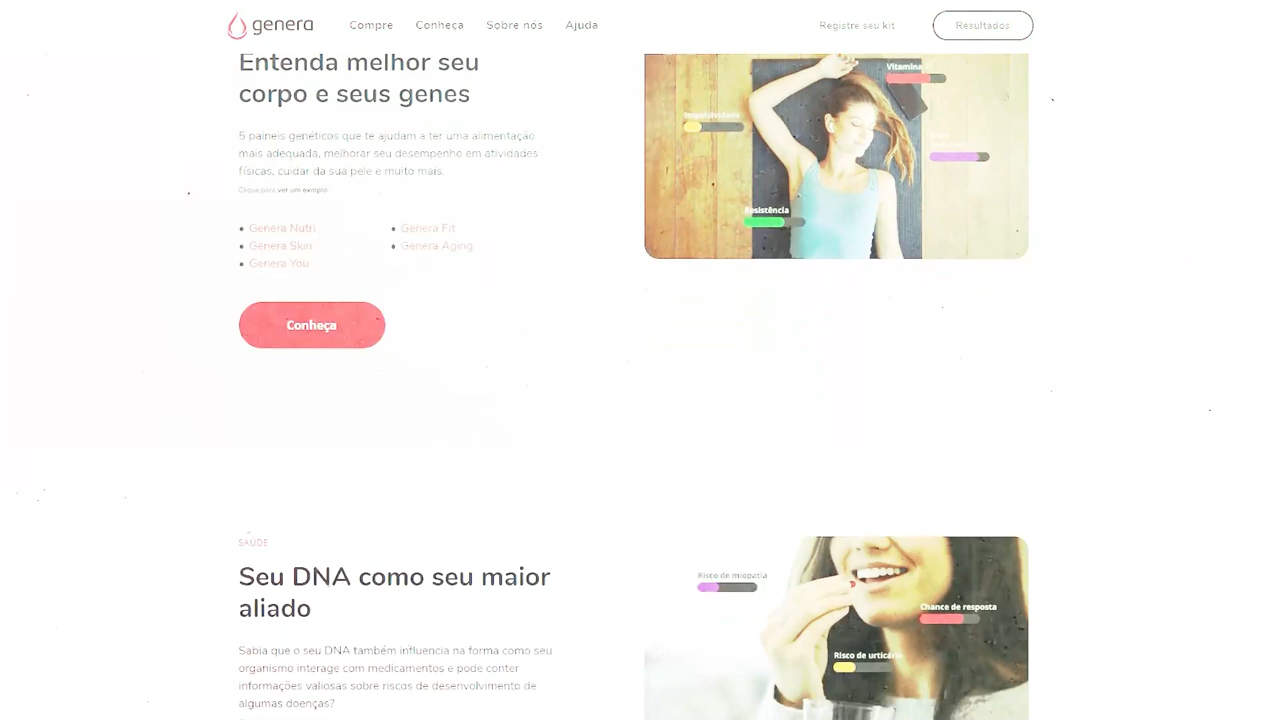 genera
Compre
Conheça
Sobre nós
Ajuda
Registre seu kit
Resultados
Entenda melhor seu
corpo e seus genes
5 painéis genéticos que te ajudam a ter uma alimentação
mais adequada, melhorar seu desempenho em atividades
físicas, cuidar da sua pele e muito mais.
Clique para ver um exemplo
Genera Nutri
Genera Skin
Genera You
Genera Fit
Genera Aging
Conheça
Vitamina
Impulsividade
Resistência
SAÚDE
Seu DNA como seu maior
aliado
Sabia que o seu DNA também influencia na forma como seu
organismo interage com medicamentos e pode conter
informações valiosas sobre riscos de desenvolvimento de
algumas doenças?
Risco de miopatia
Chance de resposta
Risco de urticária